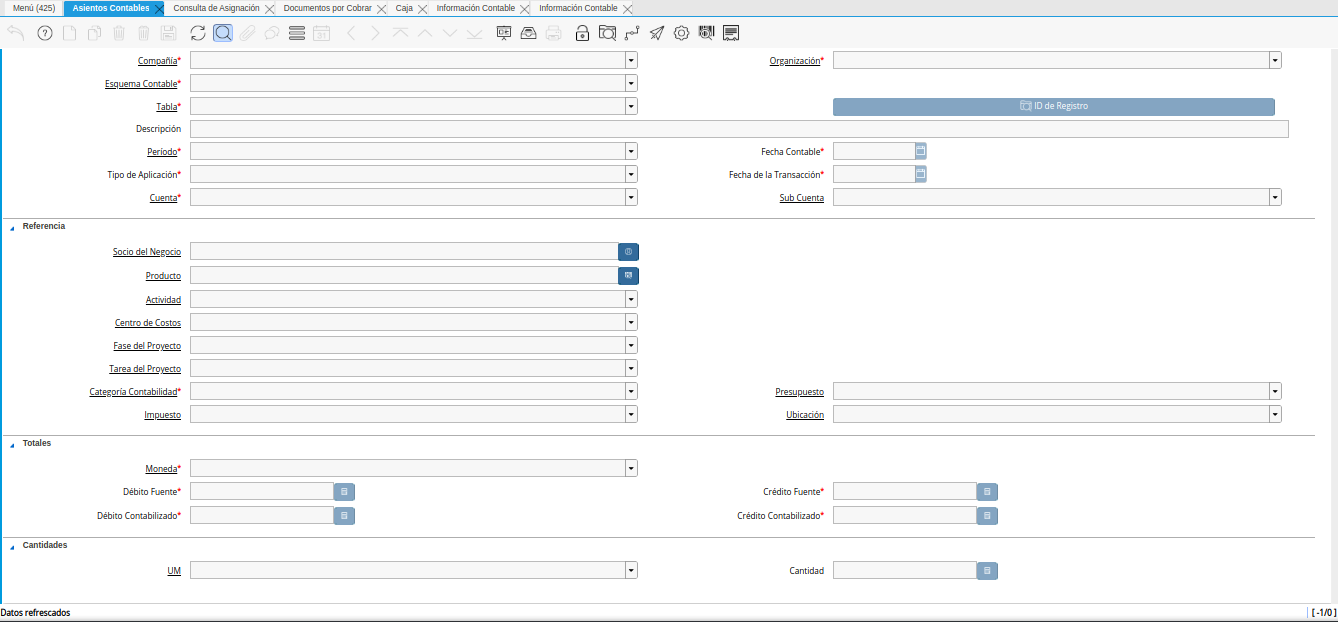 Menú (425) Asientos Contables Consulta de Asignación Documentos por Cobrar Caja Información Contable Información Contable
31
Compañía* Organización*
Esquema Contable*
Tabla* ID de Registro
Descripción
Período* Fecha Contable*
Tipo de Aplicación* Fecha de la Transacción*
Cuenta* Sub Cuenta
Referencia
Socio del Negocio
Producto
Actividad
Centro de Costos
Fase del Proyecto
Tarea del Proyecto
Categoría Contabilidad* Presupuesto
Impuesto Ubicación
Totales
Moneda*
Débito Fuente* Crédito Fuente*
Débito Contabilizado* Crédito Contabilizado*
Cantidades
UM Cantidad
Datos refrescados [ -1/0 ]